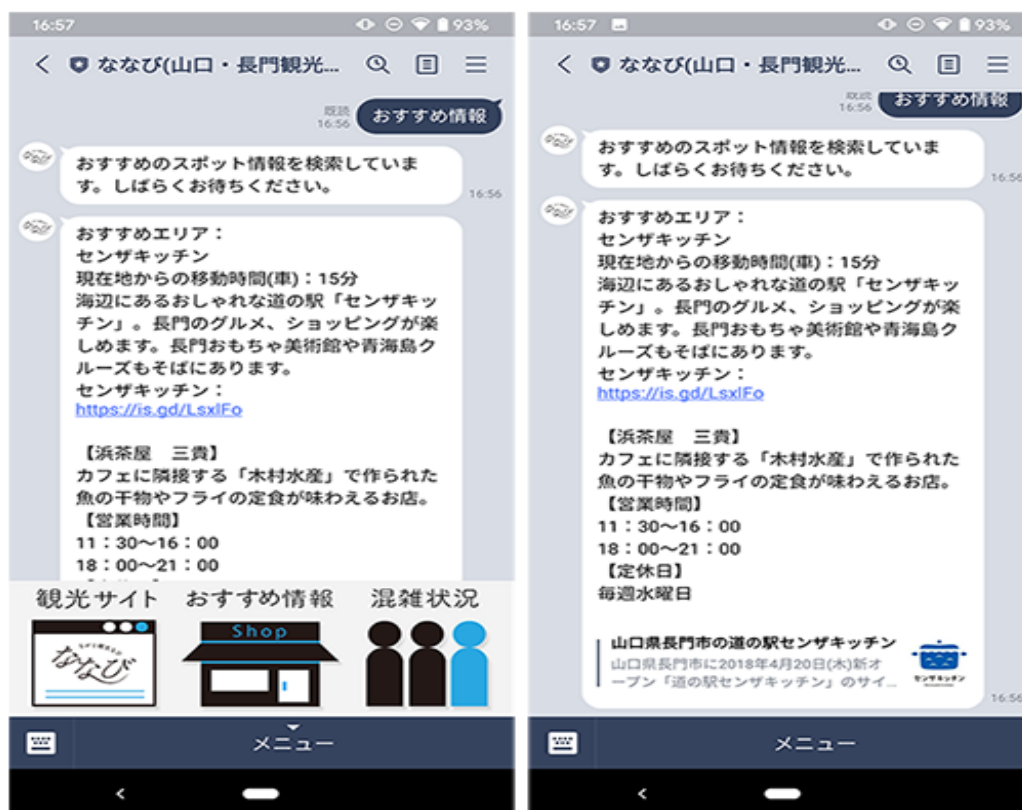 16:57
93%
ななび(山口・長門観光...
既読
16:56
おすすめ情報
おすすめのスポット情報を検索していま
す。しばらくお待ちください。
16:56
おすすめエリア：
センザキッチン
現在地からの移動時間(車)：15分
海辺にあるおしゃれな道の駅「センザキッ
チン」。長門のグルメ、ショッピングが楽
しめます。長門おもちゃ美術館や青海島ク
ルーズもそばにあります。
センザキッチン：
https://is.gd/LsxlFo
【浜茶屋　三貴】
カフェに隣接する「木村水産」で作られた
魚の干物やフライの定食が味わえるお店。
【営業時間】
11：30〜16：00
18：00〜21：00
観光サイト
おすすめ情報
混雑状況
ななび
Shop
メニュー
16:57
93%
ななび(山口・長門観光...
既読
16:56
おすすめ情報
おすすめのスポット情報を検索していま
す。しばらくお待ちください。
16:56
おすすめエリア：
センザキッチン
現在地からの移動時間(車)：15分
海辺にあるおしゃれな道の駅「センザキッ
チン」。長門のグルメ、ショッピングが楽
しめます。長門おもちゃ美術館や青海島ク
ルーズもそばにあります。
センザキッチン：
https://is.gd/LsxlFo
【浜茶屋　三貴】
カフェに隣接する「木村水産」で作られた
魚の干物やフライの定食が味わえるお店。
【営業時間】
11：30〜16：00
18：00〜21：00
【定休日】
毎週水曜日
山口県長門市の道の駅センザキッチン
山口県長門市に2018年4月20日(木)新オ
ープン「道の駅センザキッチン」のサイ...
センザキッチン
16:56
メニュー